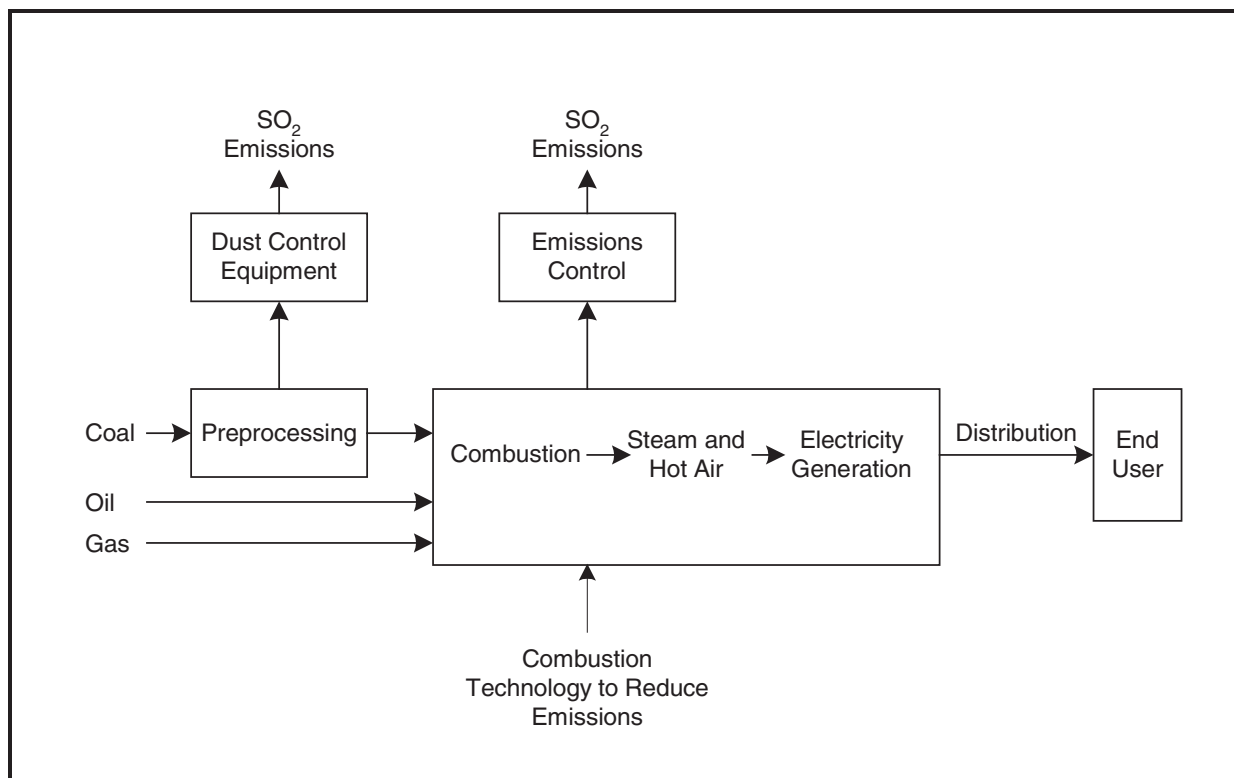 SO₂
Emissions
SO₂
Emissions
Dust Control
Equipment
Emissions
Control
Coal
Preprocessing
Combustion
Steam and
Hot Air
Electricity
Generation
Distribution
End
User
Oil
Gas
Combustion
Technology to Reduce
Emissions